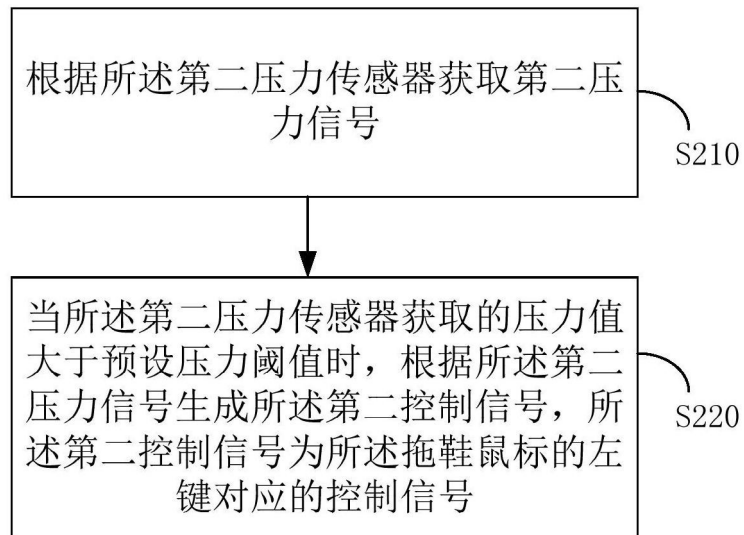 根据所述第二压力传感器获取第二压
力信号
S210
当所述第二压力传感器获取的压力值
大于预设压力阈值时，根据所述第二
压力信号生成所述第二控制信号，所
述第二控制信号为所述拖鞋鼠标的左
键对应的控制信号
S220